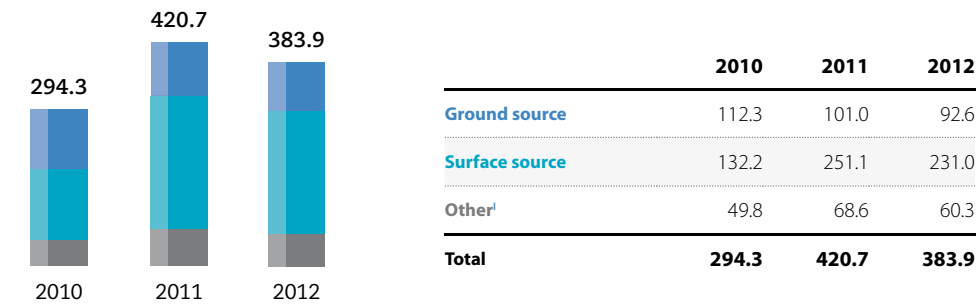 420.7
383.9
294.3
2010 2011 2012
2010 2011 2012
Ground source 112.3 101.0 92.6
Surface source 132.2 251.1 231.0
Otherᴵ 49.8 68.6 60.3
Total 294.3 420.7 383.9